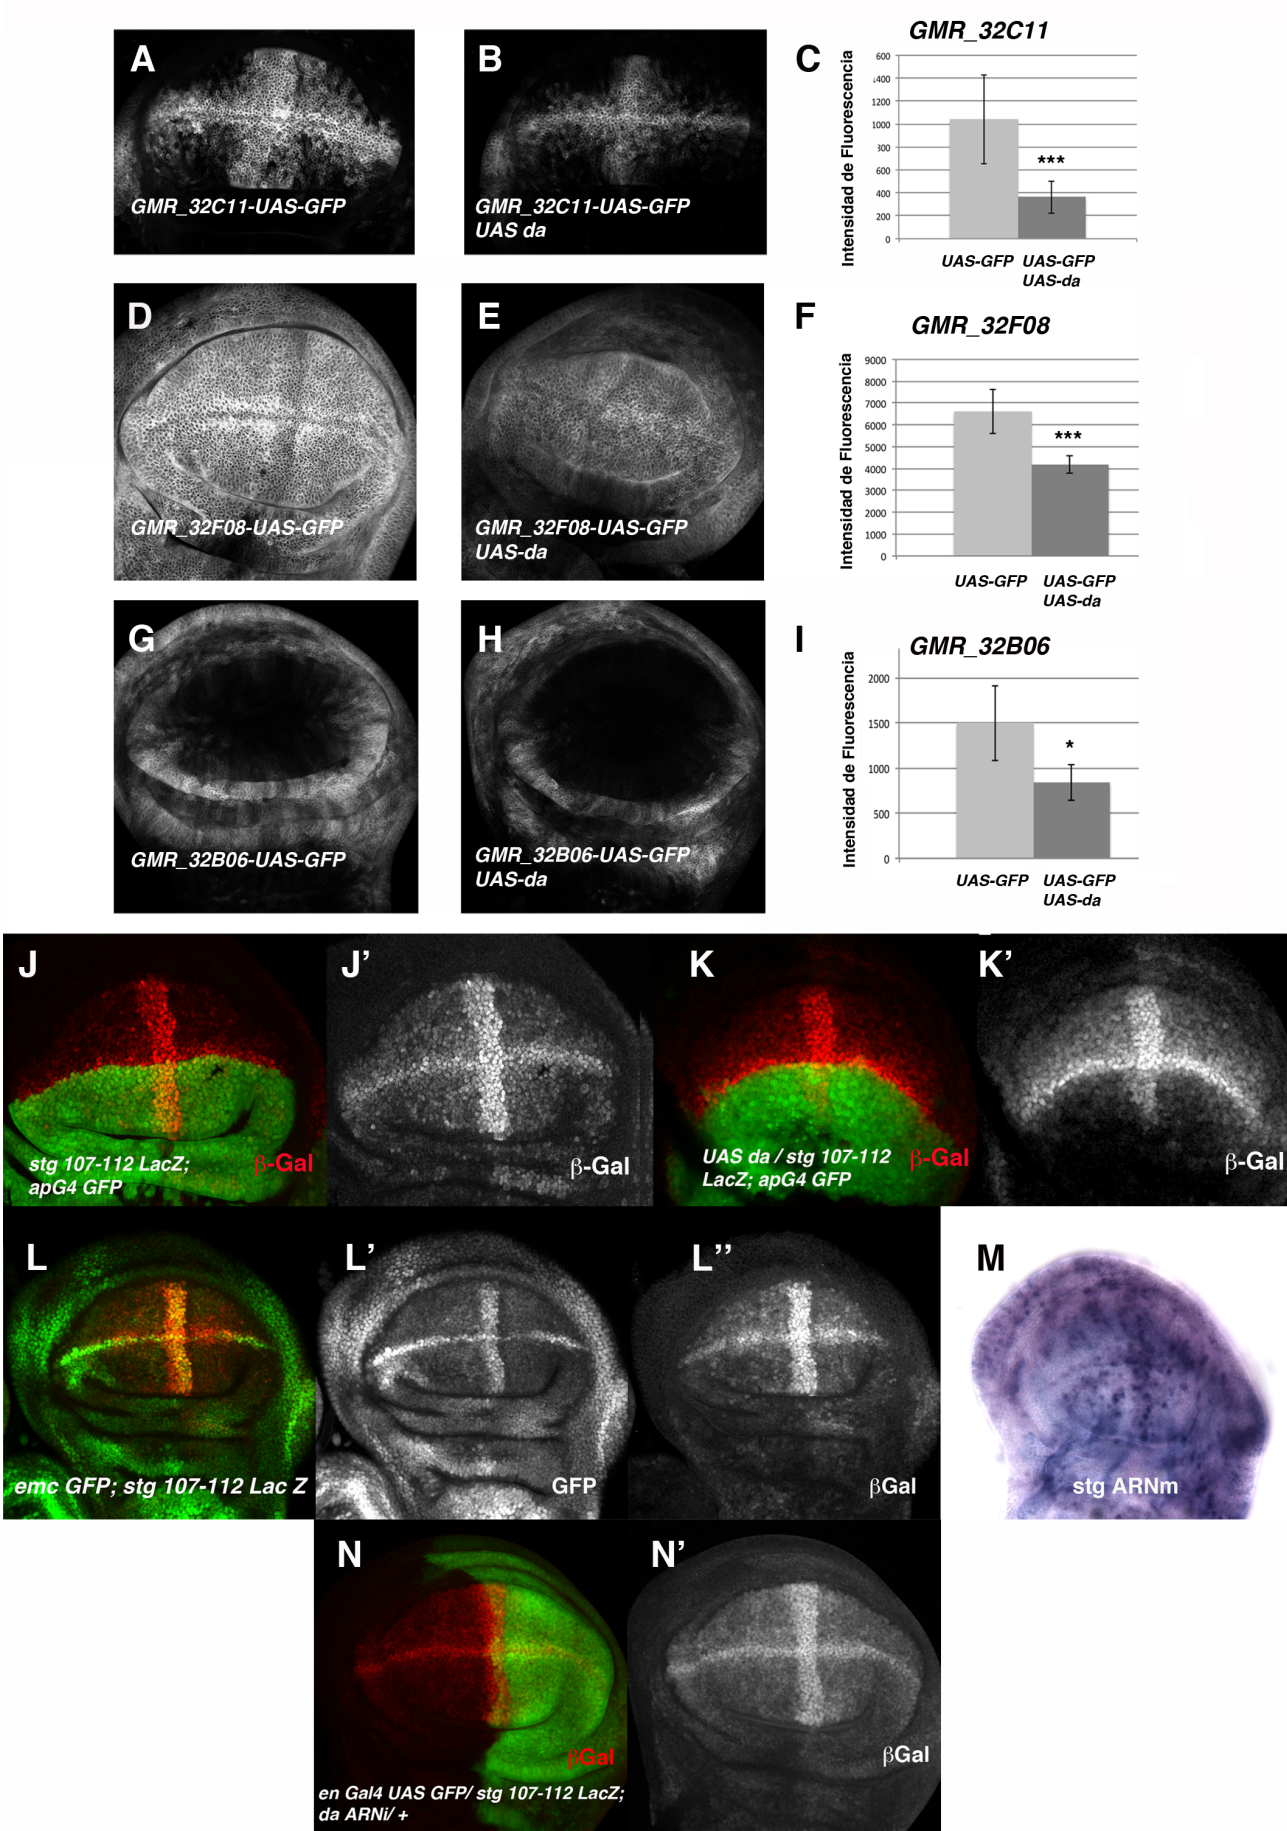 A
GMR_32C11-UAS-GFP
B
GMR_32C11-UAS-GFP
UAS da
C
GMR_32C11
Intensidad de Fluorescencia
600
.400
1200
1000
300
600
400
200
0
***
UAS-GFP
UAS-GFP
UAS-da
D
GMR_32F08-UAS-GFP
E
GMR_32F08-UAS-GFP
UAS-da
F
GMR_32F08
Intensidad de Fluorescencia
9000
8000
7000
6000
5000
4000
3000
2000
1000
0
***
UAS-GFP
UAS-GFP
UAS-da
G
GMR_32B06-UAS-GFP
H
GMR_32B06-UAS-GFP
UAS-da
I
GMR_32B06
Intensidad de Fluorescencia
2000
1500
1000
500
0
*
UAS-GFP
UAS-GFP
UAS-da
J
stg 107-112 LacZ;
apG4 GFP
β-Gal
J’
β-Gal
K
UAS da / stg 107-112
LacZ; apG4 GFP
β-Gal
K’
β-Gal
L
emc GFP; stg 107-112 Lac Z
L’
GFP
L’’
βGal
M
stg ARNm
N
βGal
en Gal4 UAS GFP/ stg 107-112 LacZ;
da ARNi/ +
N’
βGal